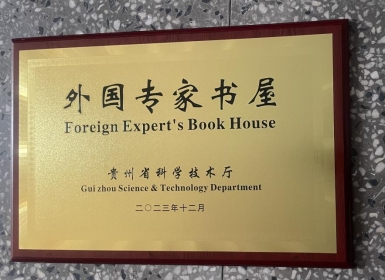 外国专家书屋
Foreign Expert's Book House
贵州省科学技术厅
Gui zhou Science & Technology Department
二〇二三年十二月